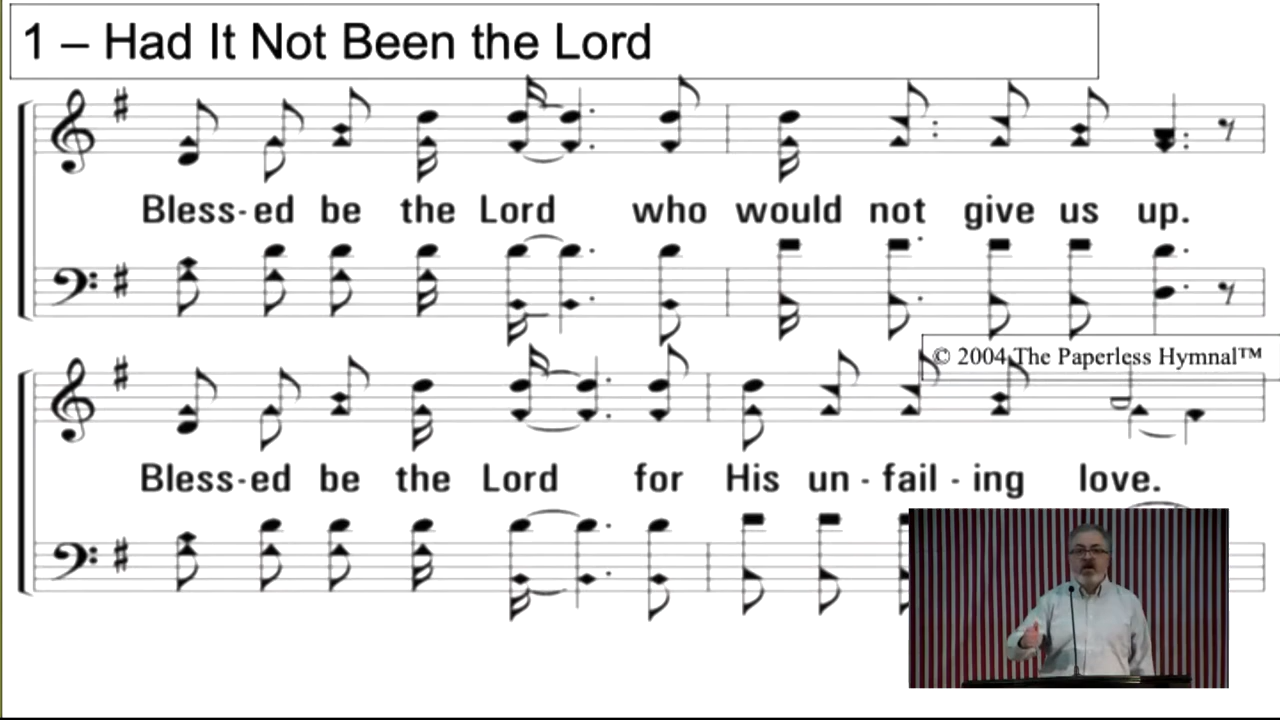 1 – Had It Not Been the Lord
Bless-ed be the Lord who would not give us up.
© 2004 The Paperless Hymnal™
Bless-ed be the Lord for His un-fail-ing love.